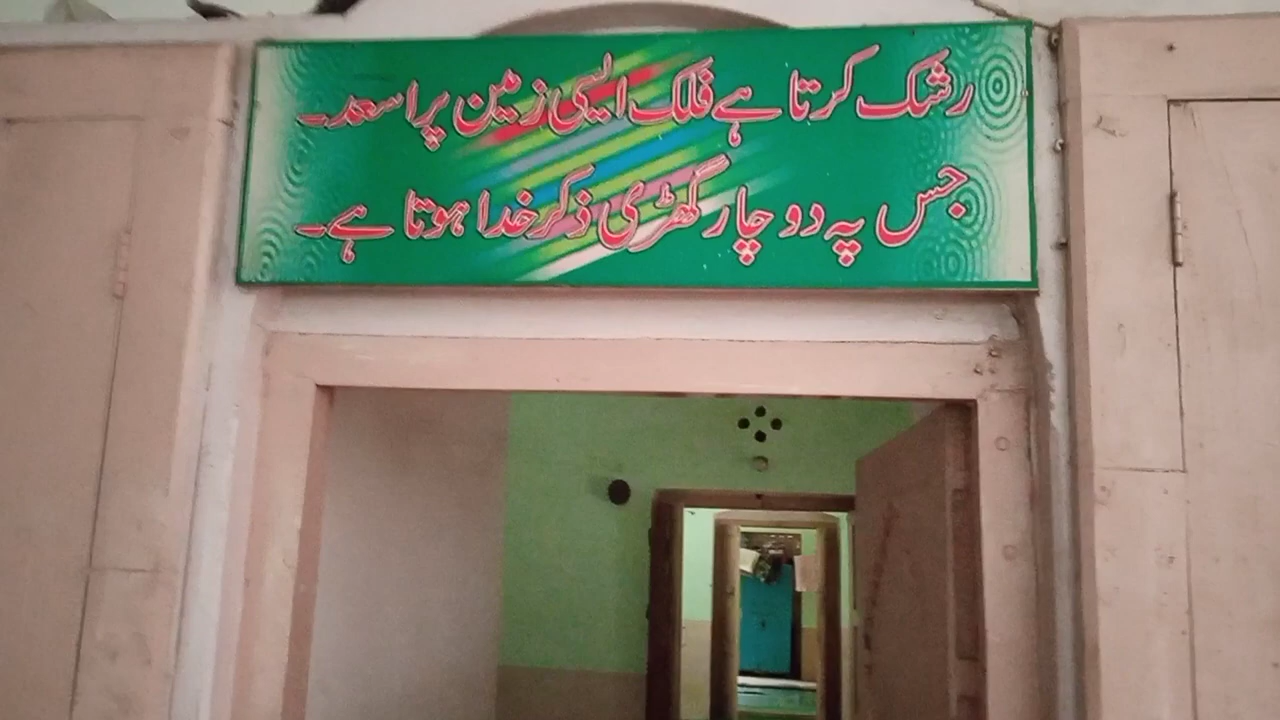 رشک کرتا ہے فلک ایسی زمین پر اسعد۔
جس پہ دو چار گھڑی ذکر خدا ہوتا ہے۔